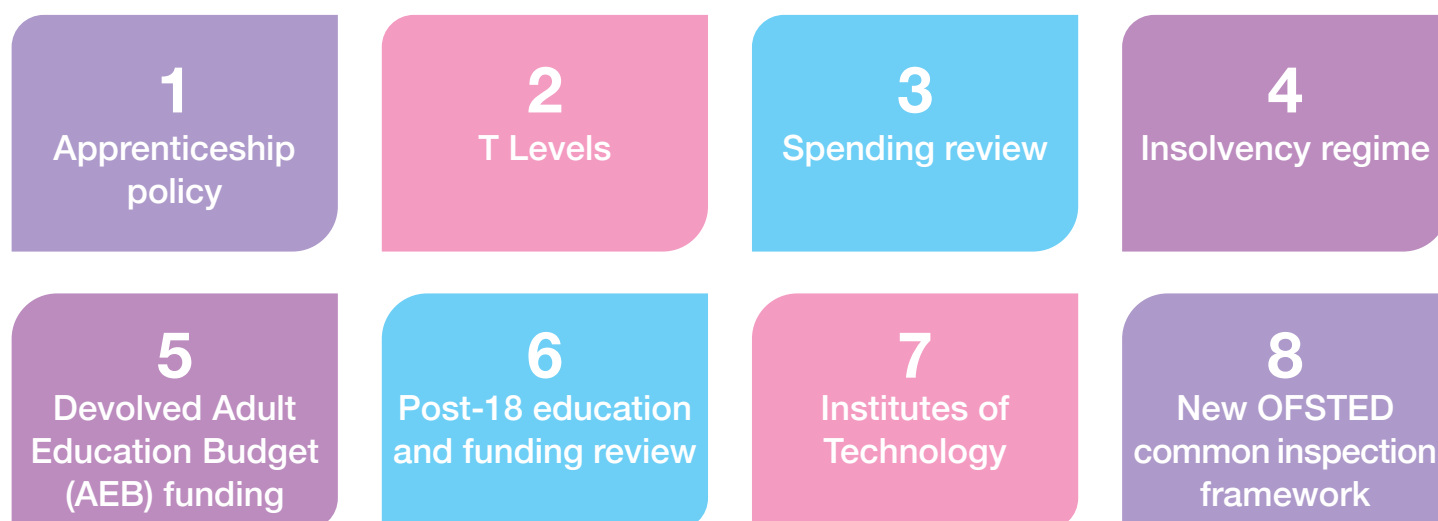 1
Apprenticeship
policy
2
T Levels
3
Spending review
4
Insolvency regime
5
Devolved Adult
Education Budget
(AEB) funding
6
Post-18 education
and funding review
7
Institutes of
Technology
8
New OFSTED
common inspection
framework